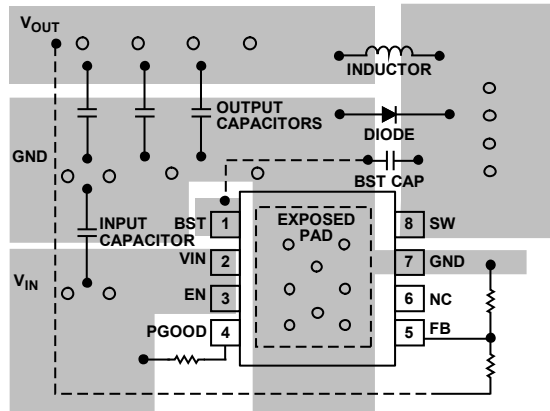 VOUT
INDUCTOR
OUTPUT
CAPACITORS
DIODE
GND
BST CAP
BST 1
EXPOSED
PAD
8 SW
INPUT
CAPACITOR
VIN 2
7 GND
VIN
EN 3
6 NC
PGOOD 4
5 FB